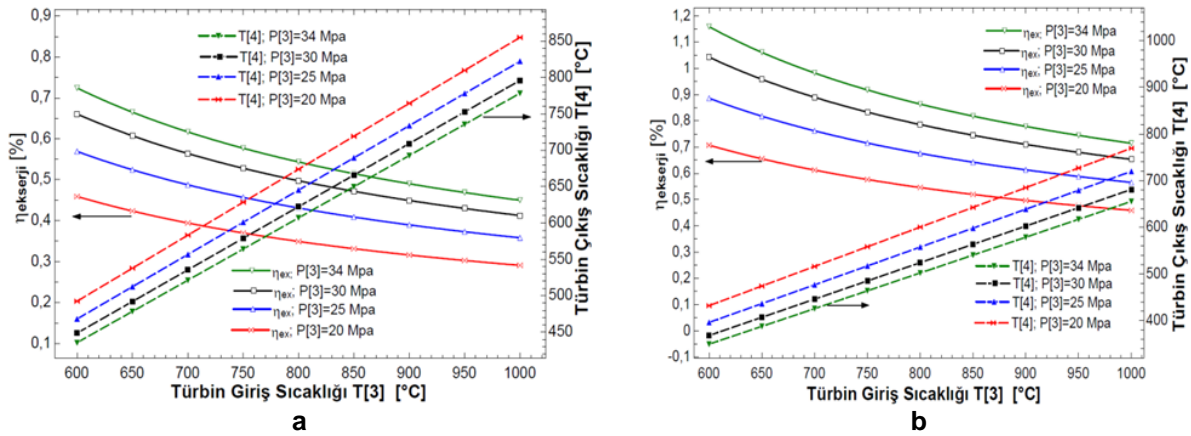 0,9
0,8
0,7
0,6
0,5
0,4
0,3
0,2
0,1
ηekserji [%]
T[4]; P[3]=34 Mpa
T[4]; P[3]=30 Mpa
T[4]; P[3]=25 Mpa
T[4]; P[3]=20 Mpa
ηex; P[3]=34 Mpa
ηex; P[3]=30 Mpa
ηex; P[3]=25 Mpa
ηex; P[3]=20 Mpa
850
800
750
700
650
600
550
500
450
Türbin Çıkış Sıcaklığı T[4] [°C]
600 650 700 750 800 850 900 950 1000
Türbin Giriş Sıcaklığı T[3] [°C]
a
1,2
1,1
1
0,9
0,8
0,7
0,6
0,5
0,4
0,3
0,2
0,1
0
-0,1
ηekserji [%]
ηex; P[3]=34 Mpa
ηex; P[3]=30 Mpa
ηex; P[3]=25 Mpa
ηex; P[3]=20 Mpa
T[4]; P[3]=34 Mpa
T[4]; P[3]=30 Mpa
T[4]; P[3]=25 Mpa
T[4]; P[3]=20 Mpa
1000
900
800
700
600
500
400
Türbin Çıkış Sıcaklığı T[4] [°C]
600 650 700 750 800 850 900 950 1000
Türbin Giriş Sıcaklığı T[3] [°C]
b